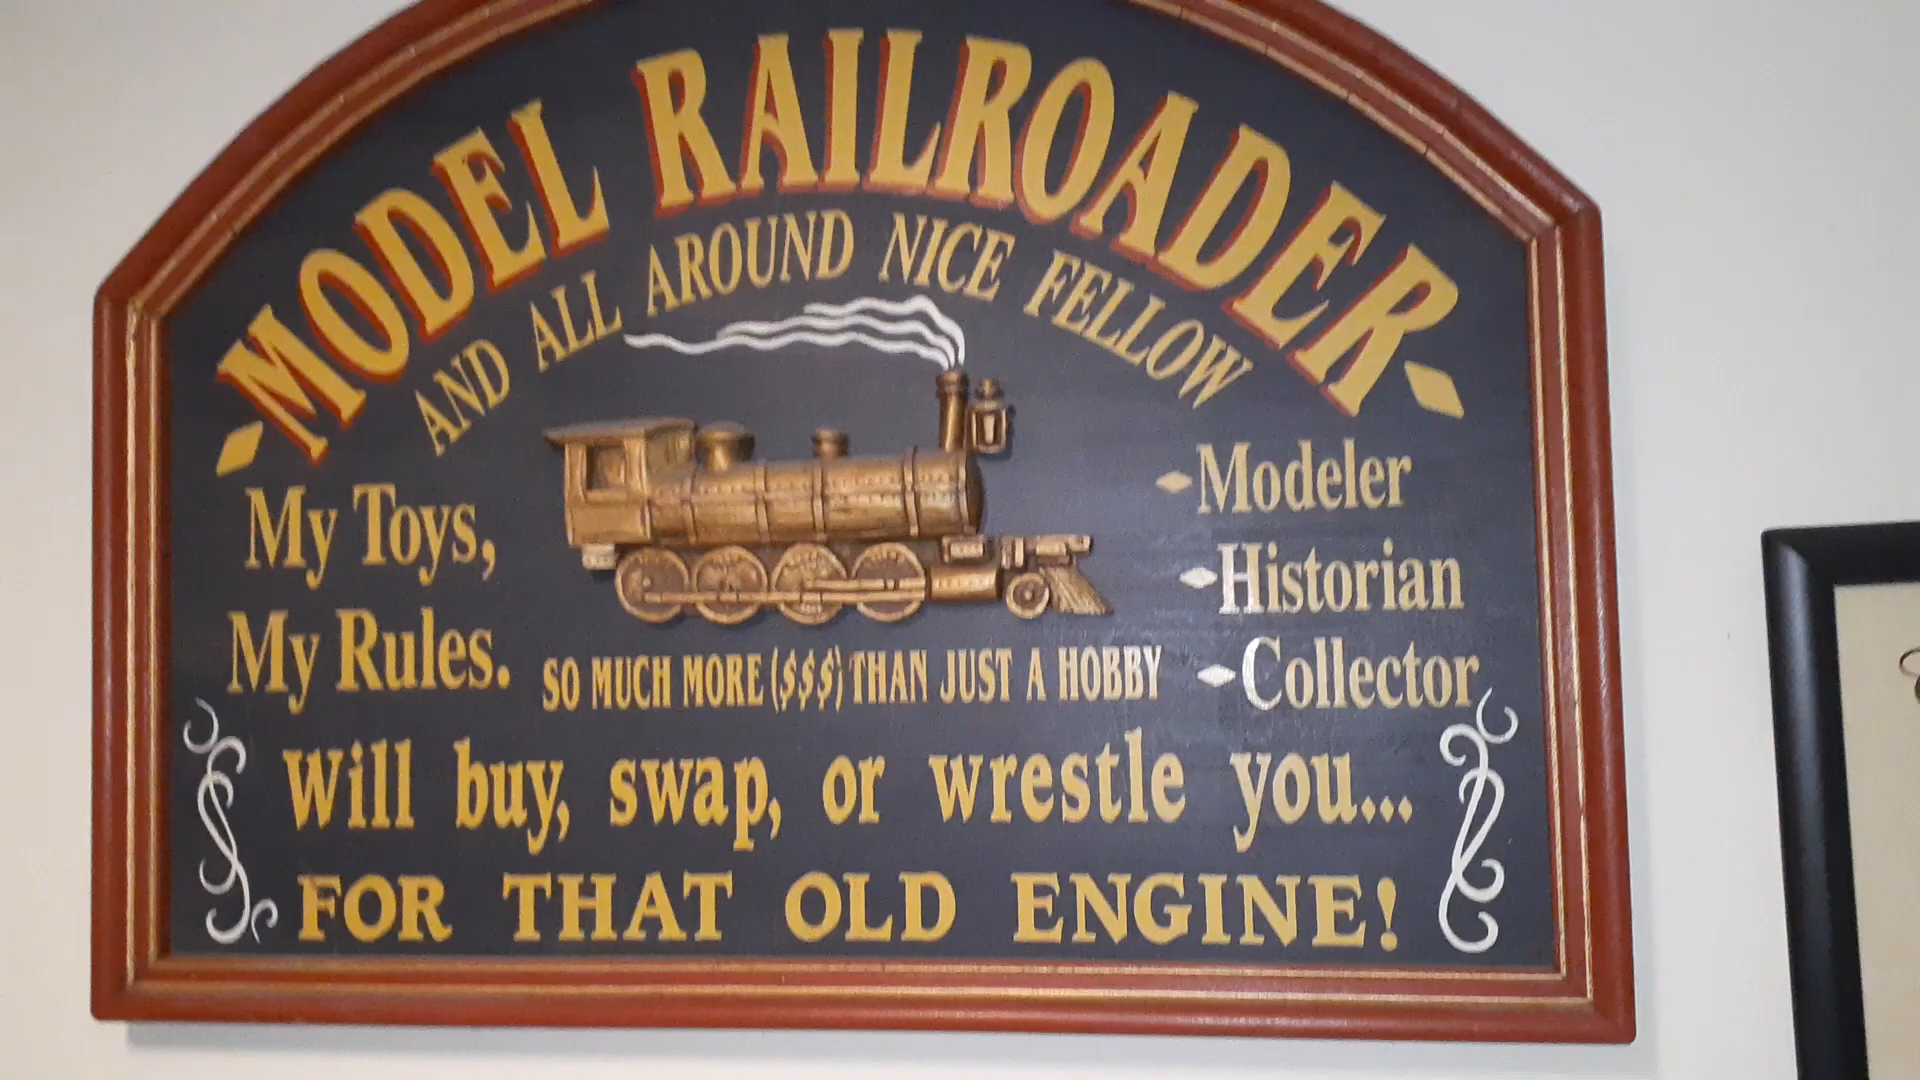 MODEL RAILROADER
AND ALL AROUND NICE FELLOW
My Toys,
My Rules.
Modeler
Historian
Collector
SO MUCH MORE ($$$) THAN JUST A HOBBY
Will buy, swap, or wrestle you...
FOR THAT OLD ENGINE!